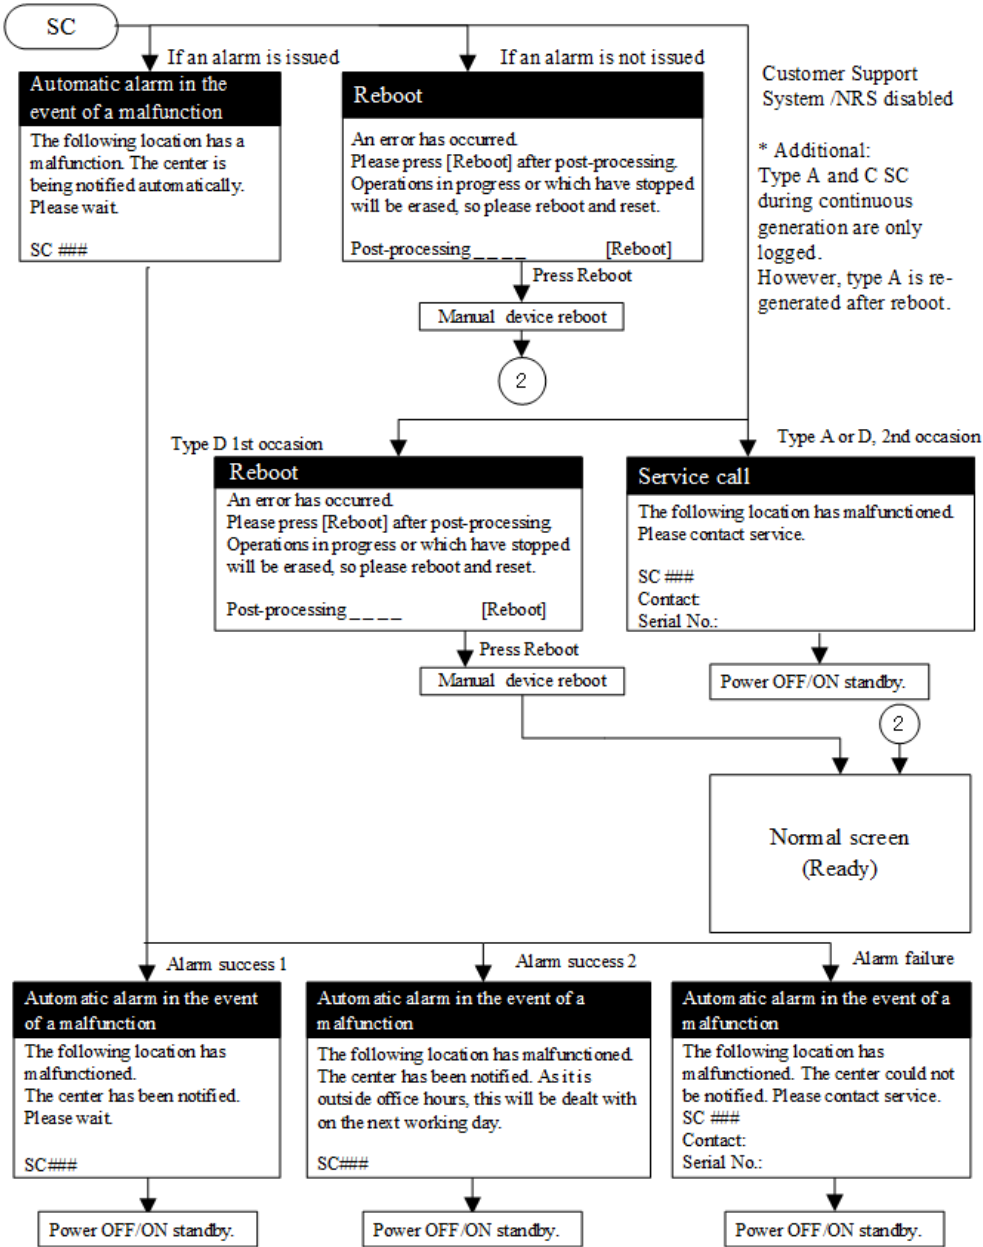 SC
If an alarm is issued
If an alarm is not issued
Automatic alarm in the
event of a malfunction
The following location has a
malfunction. The center is
being notified automatically.
Please wait.
SC ###
Reboot
An error has occurred.
Please press [Reboot] after post-processing.
Operations in progress or which have stopped
will be erased, so please reboot and reset.
Post-processing_ _ _ _ [Reboot]
Customer Support
System /NRS disabled
* Additional:
Type A and C SC
during continuous
generation are only
logged.
However, type A is re-
generated after reboot.
Press Reboot
Manual device reboot
2
Type D 1st occasion
Reboot
An error has occurred.
Please press [Reboot] after post-processing.
Operations in progress or which have stopped
will be erased, so please reboot and reset.
Post-processing_ _ _ _ [Reboot]
Press Reboot
Manual device reboot
Type A or D, 2nd occasion
Service call
The following location has malfunctioned.
Please contact service.
SC ###
Contact:
Serial No.:
Power OFF/ON standby.
2
Normal screen
(Ready)
Alarm success 1
Automatic alarm in the event
of a malfunction
The following location has
malfunctioned.
The center has been notified.
Please wait.
SC###
Power OFF/ON standby.
Alarm success 2
Automatic alarm in the event of a
malfunction
The following location has malfunctioned.
The center has been notified. As it is
outside office hours, this will be dealt with
on the next working day.
SC###
Power OFF/ON standby.
Alarm failure
Automatic alarm in the event of a
malfunction
The following location has
malfunctioned. The center could not
be notified. Please contact service.
SC ###
Contact:
Serial No.:
Power OFF/ON standby.